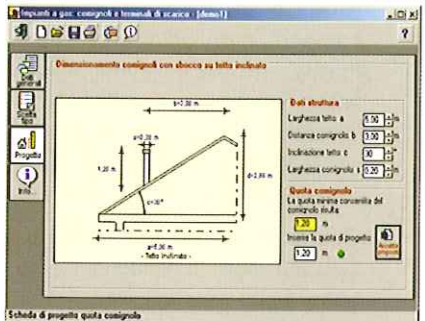 Impianti a gas: comignoli e terminali di scarico - [demo1]
Dati generali
Scelta tipo
Progetto
Info...
Dimensionamento comignoli con sbocco su tetto inclinato
b=3,00 m
s=0,20 m
1,20 m
c=30°
a=5,00 m
- Tetto inclinato -
Dati struttura
Larghezza tetto a 5.00 m
Distanza comignolo b 3.00 m
Inclinazione tetto c 30 °
Larghezza comignolo s 0.20 m
Quota comignolo
La quota minima consentita del
comignolo risulta
1,20 m
Inserire la quota di progetto
1,20 m
Accetta proposta
Scheda di progetto quota comignolo